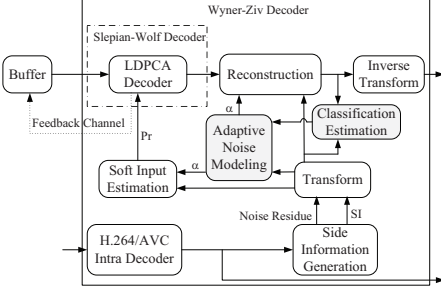 Wyner-Ziv Decoder
Slepian-Wolf Decoder
Buffer
LDPCA
Decoder
Reconstruction
Inverse
Transform
Feedback Channel
Pr
α
α
Adaptive
Noise
Modeling
Classification
Estimation
Soft Input
Estimation
Transform
Noise Residue
SI
H.264/AVC
Intra Decoder
Side
Information
Generation